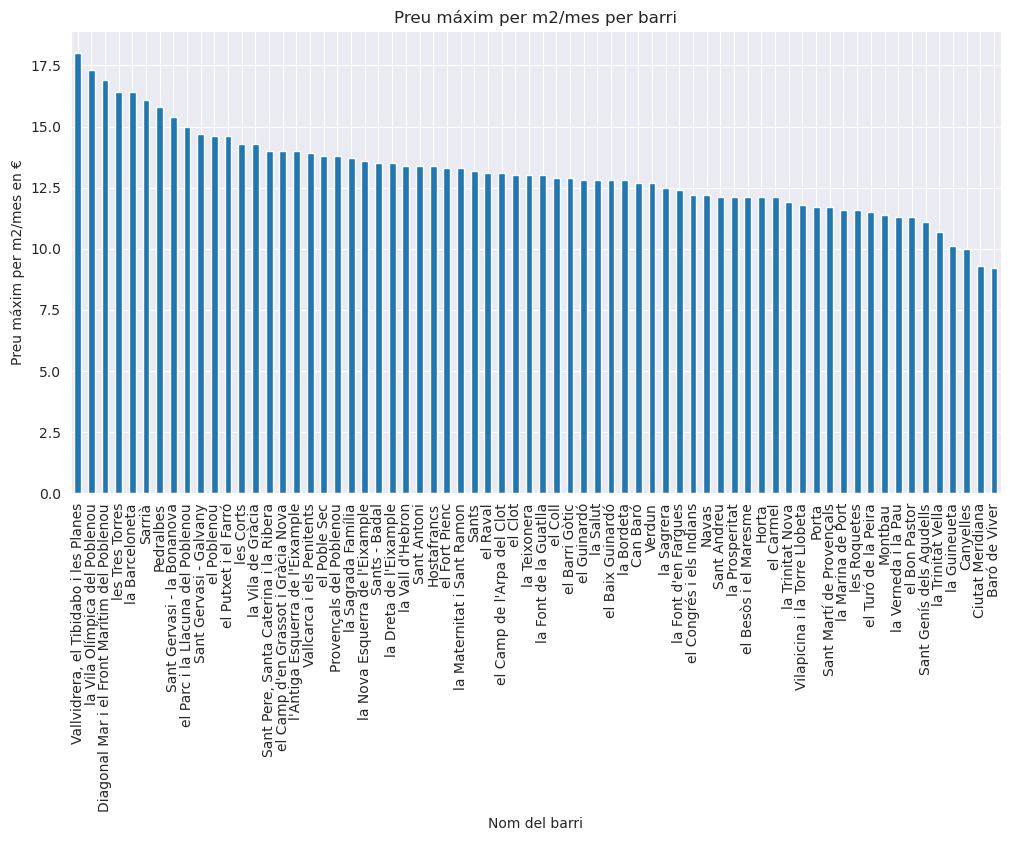 Preu máxim per m2/mes per barri
Preu máxim per m2/mes en €
17.5
15.0
12.5
10.0
7.5
5.0
2.5
0.0
Vallvidrera, el Tibidabo i les Planes
la Vila Olímpica del Poblenou
Diagonal Mar i el Front Marítim del Poblenou
les Tres Torres
la Barceloneta
Sarrià
Pedralbes
Sant Gervasi - la Bonanova
el Parc i la Llacuna del Poblenou
Sant Gervasi - Galvany
el Poblenou
el Putxet i el Farró
les Corts
la Vila de Gràcia
Sant Pere, Santa Caterina i la Ribera
el Camp d'en Grassot i Gràcia Nova
l'Antiga Esquerra de l'Eixample
Vallcarca i els Penitents
el Poble Sec
Provençals del Poblenou
la Sagrada Família
la Nova Esquerra de l'Eixample
Sants - Badal
la Dreta de l'Eixample
la Vall d'Hebron
Sant Antoni
Hostafrancs
el Fort Pienc
la Maternitat i Sant Ramon
Sants
el Raval
el Camp de l'Arpa del Clot
el Clot
la Teixonera
la Font de la Guatlla
el Coll
el Barri Gòtic
el Guinardó
la Salut
el Baix Guinardó
la Bordeta
Can Baró
Verdun
la Sagrera
la Font d'en Fargues
el Congrés i els Indians
Navas
Sant Andreu
la Prosperitat
el Besòs i el Maresme
Horta
el Carmel
la Trinitat Nova
Vilapicina i la Torre Llobeta
Porta
Sant Martí de Provençals
la Marina de Port
les Roquetes
el Turó de la Peira
Montbau
la Verneda i la Pau
el Bon Pastor
Sant Genís dels Agudells
la Trinitat Vella
la Guineueta
Canyelles
Ciutat Meridiana
Baró de Viver
Nom del barri